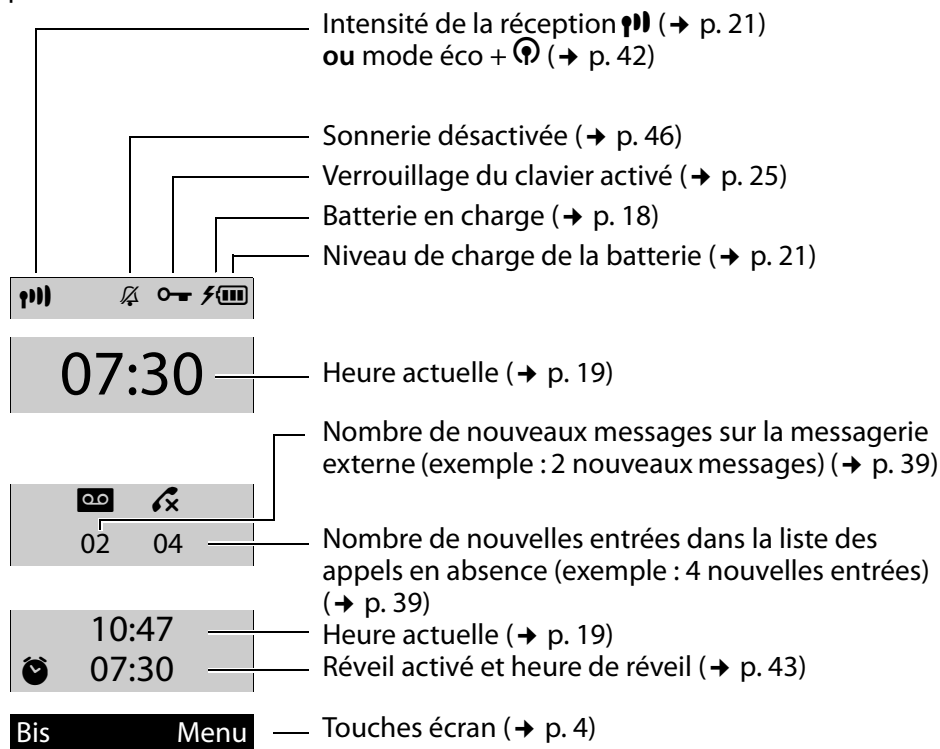 Intensité de la réception (➔ p. 21)
ou mode éco + (➔ p. 42)
Sonnerie désactivée (➔ p. 46)
Verrouillage du clavier activé (➔ p. 25)
Batterie en charge (➔ p. 18)
Niveau de charge de la batterie (➔ p. 21)
07:30
Heure actuelle (➔ p. 19)
Nombre de nouveaux messages sur la messagerie
externe (exemple : 2 nouveaux messages) (➔ p. 39)
02 04
Nombre de nouvelles entrées dans la liste des
appels en absence (exemple : 4 nouvelles entrées)
(➔ p. 39)
10:47
Heure actuelle (➔ p. 19)
07:30
Réveil activé et heure de réveil (➔ p. 43)
Bis Menu
Touches écran (➔ p. 4)